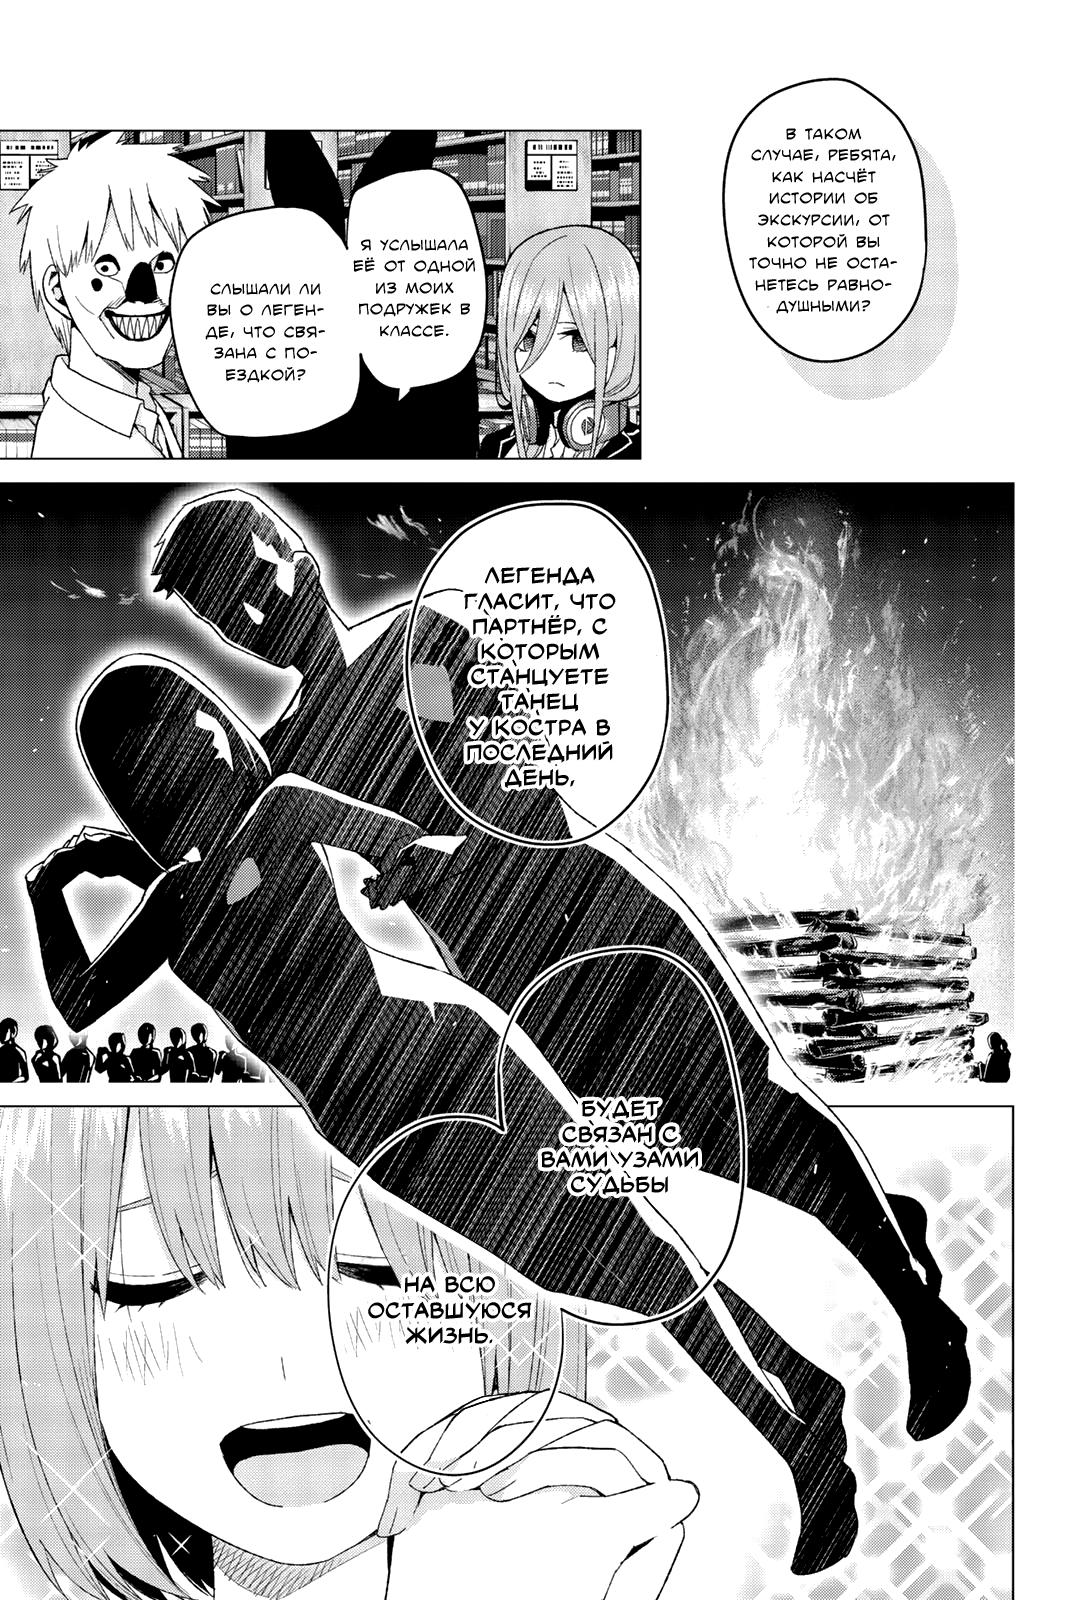 В ТАКОМ
СЛУЧАЕ, РЕБЯТА,
КАК НАСЧЁТ
ИСТОРИИ ОБ
ЭКСКУРСИИ, ОТ
КОТОРОЙ ВЫ
ТОЧНО НЕ ОСТА-
НЕТЕСЬ РАВНО-
ДУШНЫМИ?
Я УСЛЫШАЛА
ЕЁ ОТ ОДНОЙ
ИЗ МОИХ
ПОДРУЖЕК В
КЛАССЕ.
СЛЫШАЛИ ЛИ
ВЫ О ЛЕГЕН-
ДЕ, ЧТО СВЯ-
ЗАНА С ПО-
ЕЗДКОЙ?
ЛЕГЕНДА
ГЛАСИТ, ЧТО
ПАРТНЁР, С
КОТОРЫМ
СТАНЦУЕТЕ
ТАНЕЦ
У КОСТРА В
ПОСЛЕДНИЙ
ДЕНЬ,
БУДЕТ
СВЯЗАН С
ВАМИ УЗАМИ
СУДЬБЫ
НА ВСЮ
ОСТАВШУЮСЯ
ЖИЗНЬ.